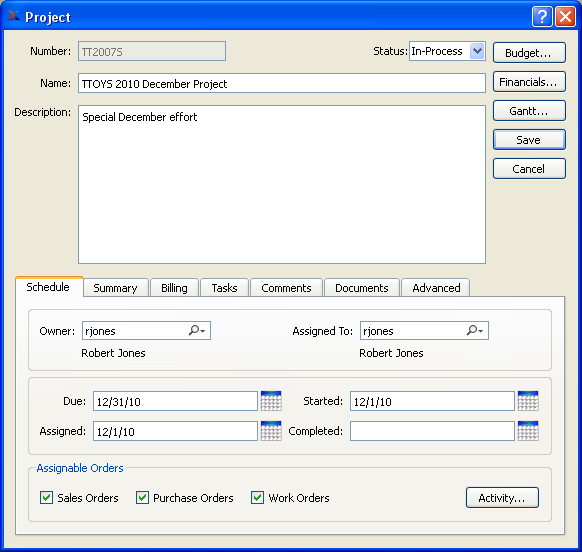 Project
Number: TT2007S Status: In-Process Budget...
Name: TTOYS 2010 December Project Financials...
Description: Special December effort Gantt...
Save
Cancel
Schedule Summary Billing Tasks Comments Documents Advanced
Owner: rjones Assigned To: rjones
Robert Jones Robert Jones
Due: 12/31/10 Started: 12/1/10
Assigned: 12/1/10 Completed:
Assignable Orders
Sales Orders Purchase Orders Work Orders Activity...